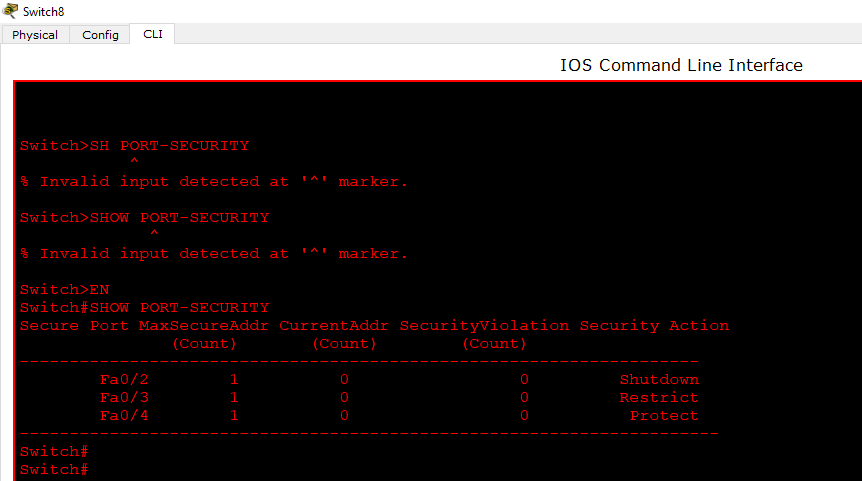 Switch8
Physical Config CLI
IOS Command Line Interface
Switch>SH PORT-SECURITY
^
% Invalid input detected at '^' marker.
Switch>SHOW PORT-SECURITY
^
% Invalid input detected at '^' marker.
Switch>EN
Switch#SHOW PORT-SECURITY
Secure Port MaxSecureAddr CurrentAddr SecurityViolation Security Action
(Count) (Count) (Count)
--------------------------------------------------------------------
Fa0/2 1 0 0 Shutdown
Fa0/3 1 0 0 Restrict
Fa0/4 1 0 0 Protect
----------------------------------------------------------------------
Switch#
Switch#